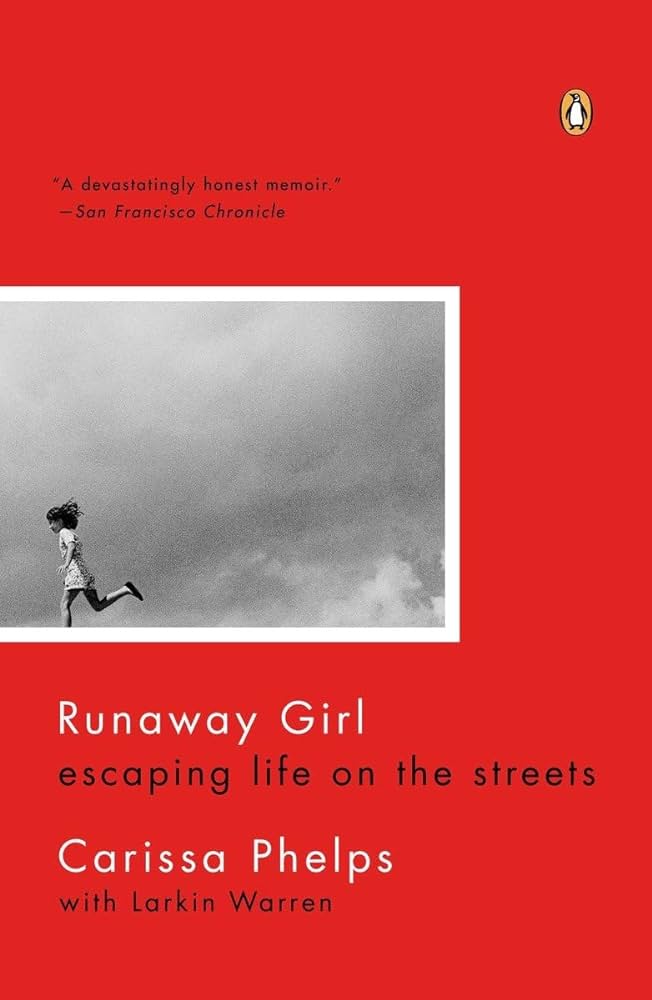 “A devastatingly honest memoir.”
—San Francisco Chronicle
Runaway Girl
escaping life on the streets
Carissa Phelps
with Larkin Warren